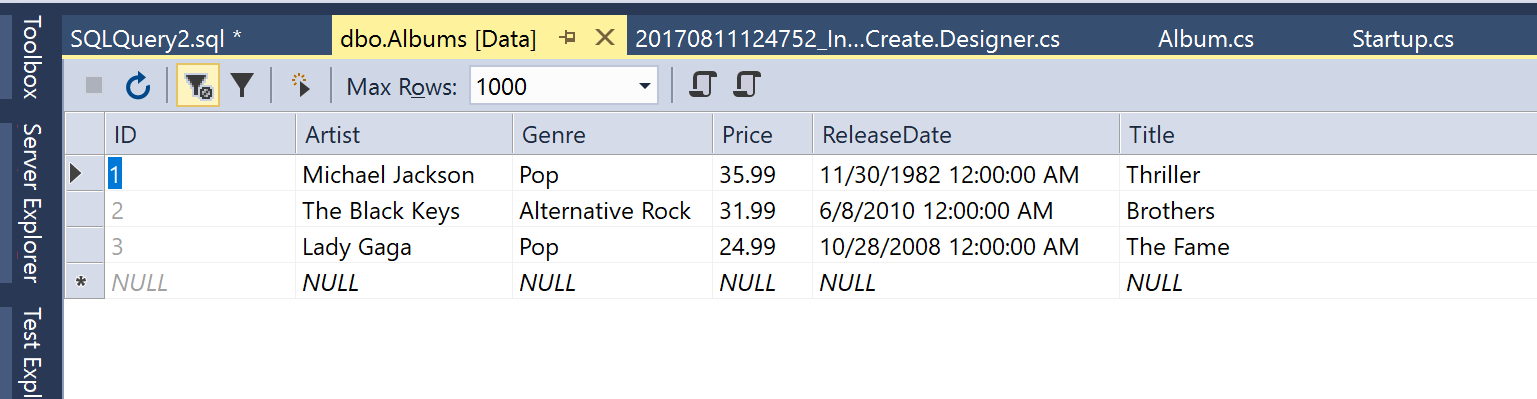 Toolbox
Server Explorer
Test Expl
SQLQuery2.sql *
dbo.Albums [Data]
20170811124752_In...Create.Designer.cs
Album.cs
Startup.cs
Max Rows: 1000
ID Artist Genre Price ReleaseDate Title
1 Michael Jackson Pop 35.99 11/30/1982 12:00:00 AM Thriller
2 The Black Keys Alternative Rock 31.99 6/8/2010 12:00:00 AM Brothers
3 Lady Gaga Pop 24.99 10/28/2008 12:00:00 AM The Fame
* NULL NULL NULL NULL NULL NULL